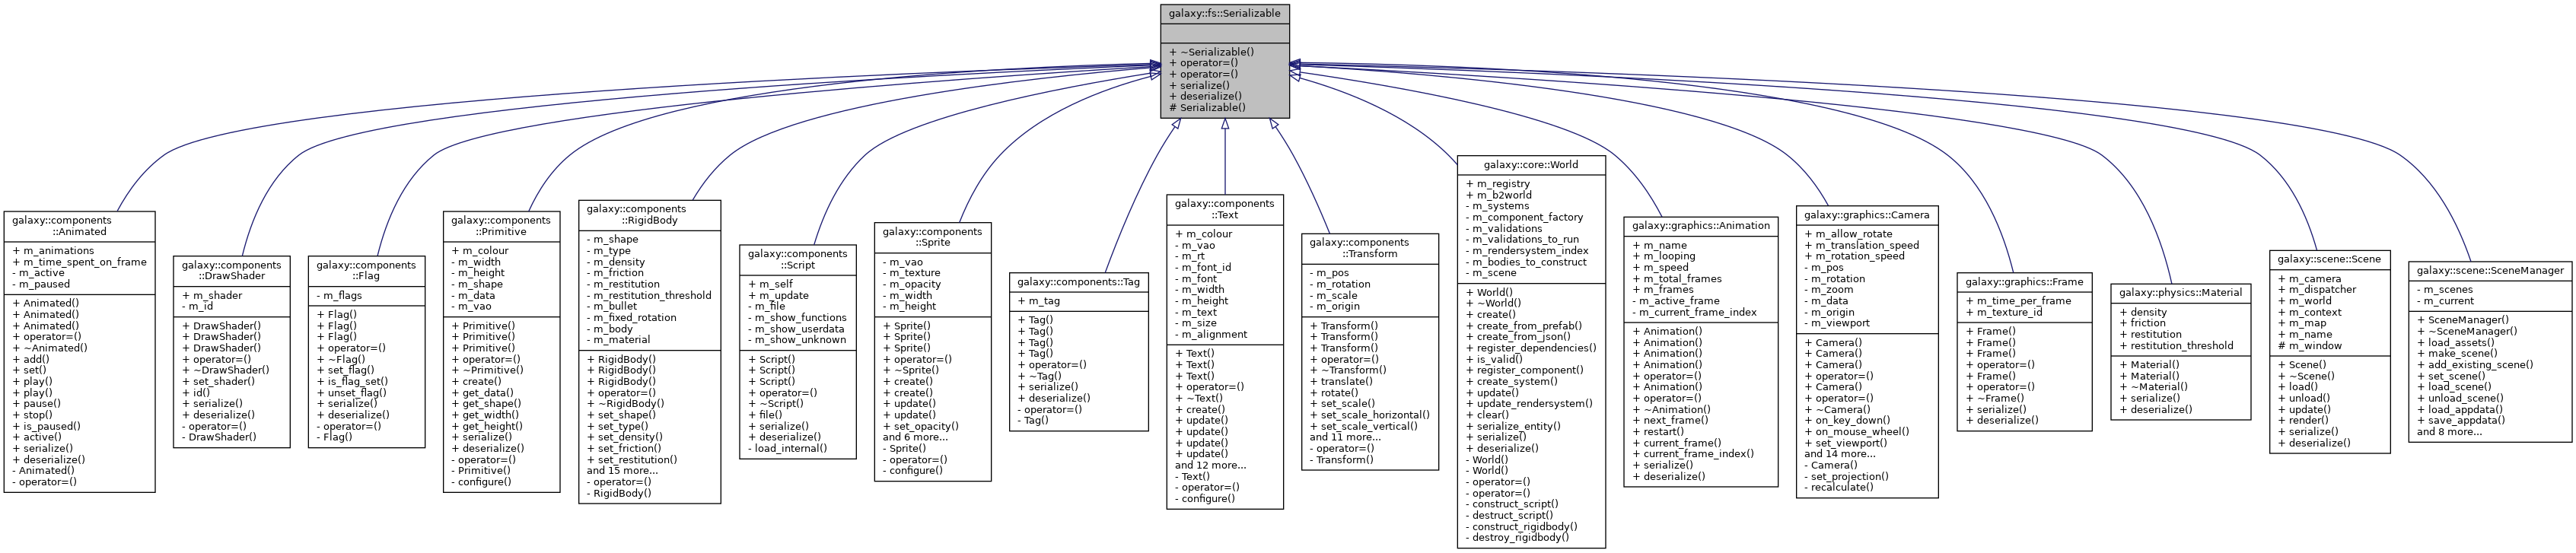 galaxy::fs::Serializable
+ ~Serializable()
+ operator=()
+ operator=()
+ serialize()
+ deserialize()
# Serializable()
galaxy::components
::Animated
+ m_animations
+ m_time_spent_on_frame
- m_active
- m_paused
+ Animated()
+ Animated()
+ Animated()
+ operator=()
+ ~Animated()
+ add()
+ set()
+ play()
+ play()
+ pause()
+ stop()
+ is_paused()
+ active()
+ serialize()
+ deserialize()
- Animated()
- operator=()
galaxy::components
::DrawShader
+ m_shader
- m_id
+ DrawShader()
+ DrawShader()
+ DrawShader()
+ operator=()
+ ~DrawShader()
+ set_shader()
+ id()
+ serialize()
+ deserialize()
- operator=()
- DrawShader()
galaxy::components
::Flag
- m_flags
+ Flag()
+ Flag()
+ Flag()
+ operator=()
+ ~Flag()
+ set_flag()
+ is_flag_set()
+ unset_flag()
+ serialize()
+ deserialize()
- operator=()
- Flag()
galaxy::components
::Primitive
+ m_colour
- m_width
- m_height
- m_shape
- m_data
- m_vao
+ Primitive()
+ Primitive()
+ Primitive()
+ operator=()
+ ~Primitive()
+ create()
+ get_data()
+ get_shape()
+ get_width()
+ get_height()
+ serialize()
+ deserialize()
- operator=()
- Primitive()
- configure()
galaxy::components
::RigidBody
- m_shape
- m_type
- m_density
- m_friction
- m_restitution
- m_restitution_threshold
- m_bullet
- m_fixed_rotation
- m_body
- m_material
+ RigidBody()
+ RigidBody()
+ RigidBody()
+ operator=()
+ ~RigidBody()
+ set_shape()
+ set_type()
+ set_density()
+ set_friction()
+ set_restitution()
and 15 more...
- operator=()
- RigidBody()
galaxy::components
::Script
+ m_self
+ m_update
- m_file
- m_show_functions
- m_show_userdata
- m_show_unknown
+ Script()
+ Script()
+ Script()
+ operator=()
+ ~Script()
+ file()
+ serialize()
+ deserialize()
- load_internal()
galaxy::components
::Sprite
- m_vao
- m_texture
- m_opacity
- m_width
- m_height
+ Sprite()
+ Sprite()
+ Sprite()
+ operator=()
+ ~Sprite()
+ create()
+ create()
+ update()
+ update()
+ set_opacity()
and 6 more...
- Sprite()
- operator=()
- configure()
galaxy::components::Tag
+ m_tag
+ Tag()
+ Tag()
+ Tag()
+ Tag()
+ operator=()
+ ~Tag()
+ serialize()
+ deserialize()
- operator=()
- Tag()
galaxy::components
::Text
+ m_colour
- m_vao
- m_rt
- m_font_id
- m_font
- m_width
- m_height
- m_text
- m_size
- m_alignment
+ Text()
+ Text()
+ Text()
+ operator=()
+ ~Text()
+ create()
+ update()
+ update()
+ update()
+ update()
and 12 more...
- Text()
- operator=()
- configure()
galaxy::components
::Transform
- m_pos
- m_rotation
- m_scale
- m_origin
+ Transform()
+ Transform()
+ Transform()
+ operator=()
+ ~Transform()
+ translate()
+ rotate()
+ set_scale()
+ set_scale_horizontal()
+ set_scale_vertical()
and 11 more...
- operator=()
- Transform()
galaxy::core::World
+ m_registry
+ m_b2world
- m_systems
- m_component_factory
- m_validations
- m_validations_to_run
- m_rendersystem_index
- m_bodies_to_construct
- m_scene
+ World()
+ ~World()
+ create()
+ create_from_prefab()
+ create_from_json()
+ register_dependencies()
+ is_valid()
+ register_component()
+ create_system()
+ update()
+ update_rendersystem()
+ clear()
+ serialize_entity()
+ serialize()
+ deserialize()
- World()
- World()
- operator=()
- operator=()
- construct_script()
- destruct_script()
- construct_rigidbody()
- destroy_rigidbody()
galaxy::graphics::Animation
+ m_name
+ m_looping
+ m_speed
+ m_total_frames
+ m_frames
- m_active_frame
- m_current_frame_index
+ Animation()
+ Animation()
+ Animation()
+ Animation()
+ operator=()
+ Animation()
+ operator=()
+ ~Animation()
+ next_frame()
+ restart()
+ current_frame()
+ current_frame_index()
+ serialize()
+ deserialize()
galaxy::graphics::Camera
+ m_allow_rotate
+ m_translation_speed
+ m_rotation_speed
- m_pos
- m_rotation
- m_zoom
- m_data
- m_origin
- m_viewport
+ Camera()
+ Camera()
+ Camera()
+ operator=()
+ Camera()
+ operator=()
+ ~Camera()
+ on_key_down()
+ on_mouse_wheel()
+ set_viewport()
and 14 more...
- Camera()
- set_projection()
- recalculate()
galaxy::graphics::Frame
+ m_time_per_frame
+ m_texture_id
+ Frame()
+ Frame()
+ Frame()
+ operator=()
+ Frame()
+ operator=()
+ ~Frame()
+ serialize()
+ deserialize()
galaxy::physics::Material
+ density
+ friction
+ restitution
+ restitution_threshold
+ Material()
+ Material()
+ ~Material()
+ serialize()
+ deserialize()
galaxy::scene::Scene
+ m_camera
+ m_dispatcher
+ m_world
+ m_context
+ m_map
+ m_name
# m_window
+ Scene()
+ ~Scene()
+ load()
+ unload()
+ update()
+ render()
+ serialize()
+ deserialize()
galaxy::scene::SceneManager
- m_scenes
- m_current
+ SceneManager()
+ ~SceneManager()
+ load_assets()
+ make_scene()
+ add_existing_scene()
+ set_scene()
+ load_scene()
+ unload_scene()
+ load_appdata()
+ save_appdata()
and 8 more...